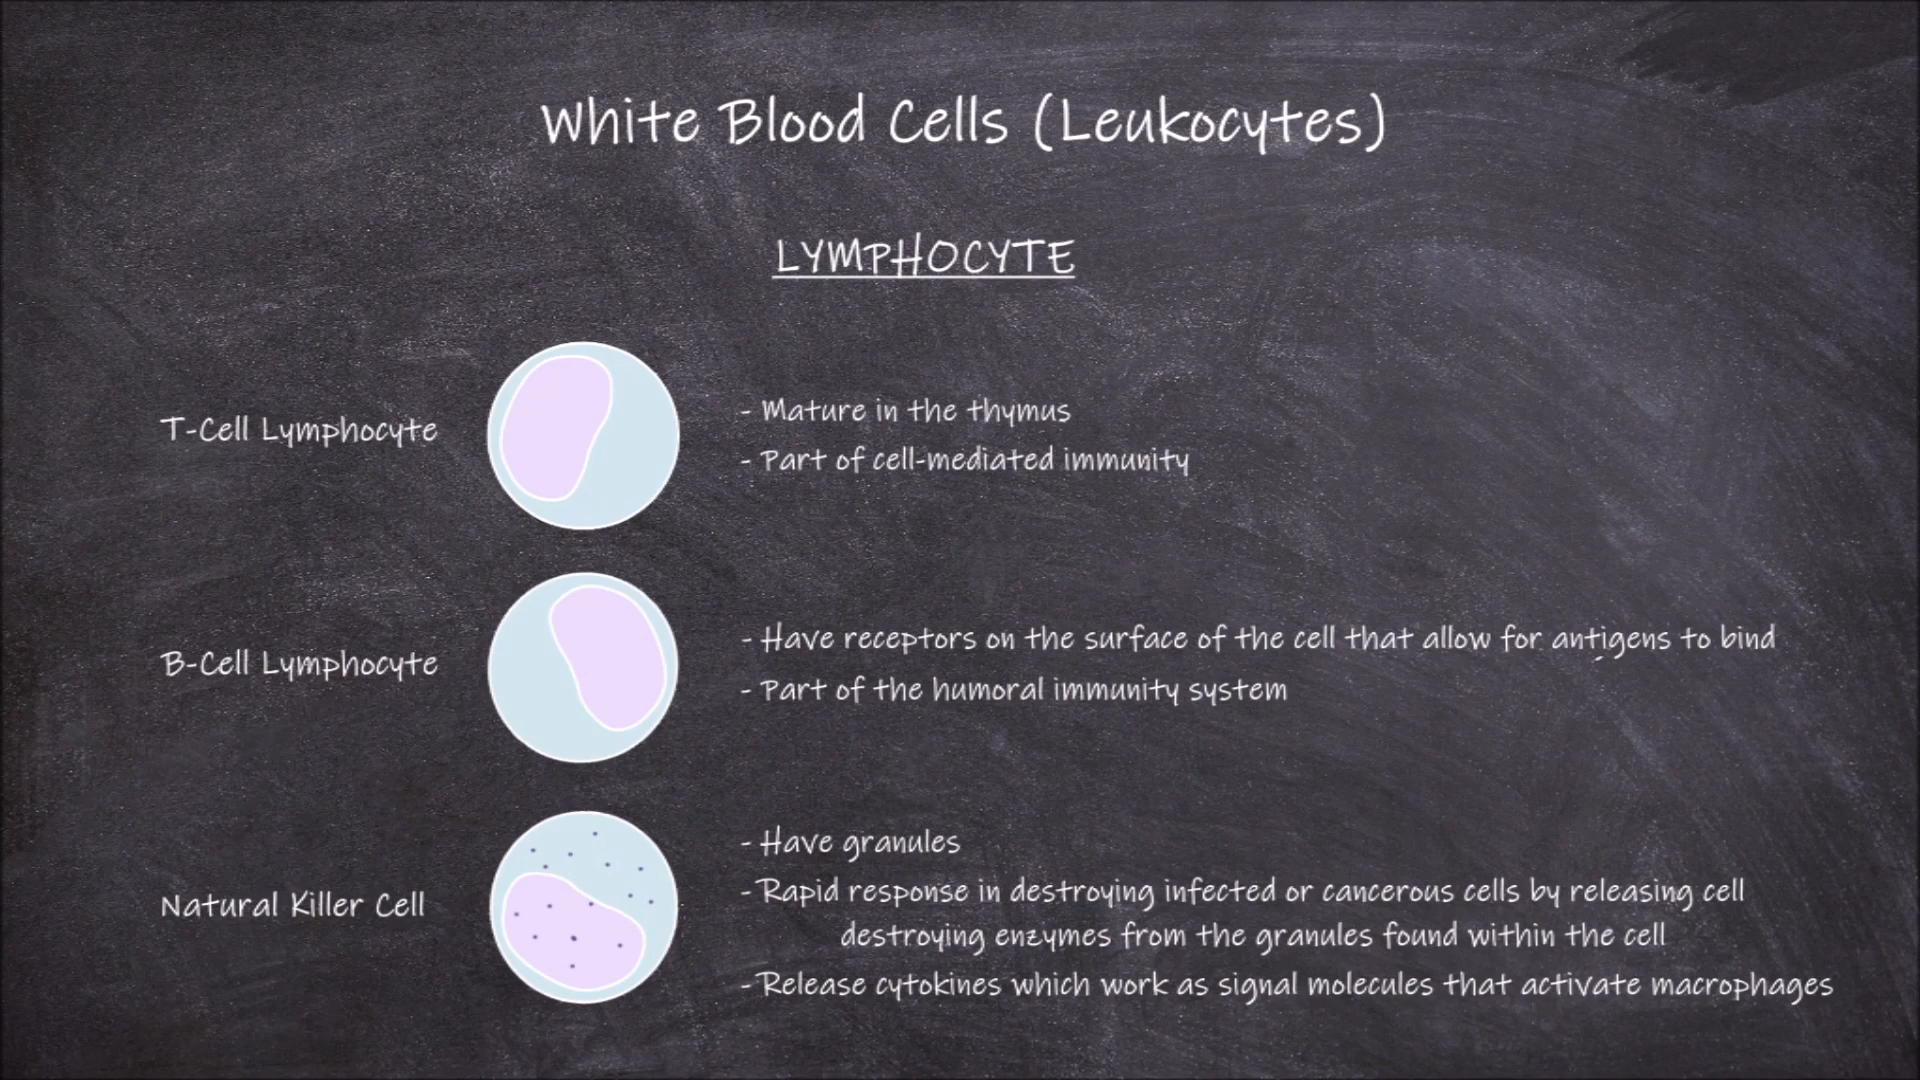 White Blood Cells (Leukocytes)
LYMPHOCYTE
T-Cell Lymphocyte
- Mature in the thymus
- Part of cell-mediated immunity
B-Cell Lymphocyte
- Have receptors on the surface of the cell that allow for antigens to bind
- Part of the humoral immunity system
Natural Killer Cell
- Have granules
- Rapid response in destroying infected or cancerous cells by releasing cell
destroying enzymes from the granules found within the cell
- Release cytokines which work as signal molecules that activate macrophages